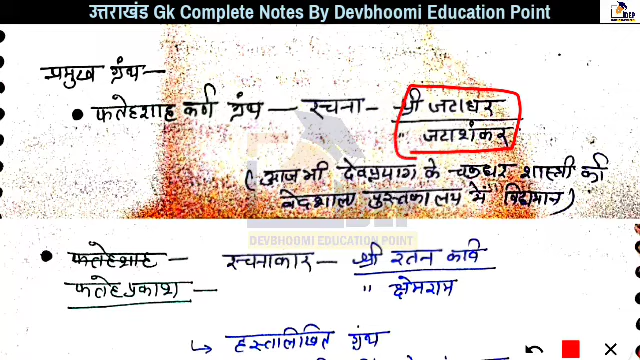 उत्तराखंड Gk Complete Notes By Devbhoomi Education Point
प्रमुख ग्रंथ—
• फतेहशाह कर्ण ग्रंथ — रचना - श्री जटाधर
" जटाशंकर
( आज भी देवप्रयाग के चक्रधर शास्त्री की
वेदशाला पुस्तकालय में विद्यमान )
DEVBHOOMI EDUCATION POINT
• फतेहशाह — रचनाकार — श्री रतन कवि
फतेहप्रकाश — " क्षेमराम
↳ हस्तलिखित ग्रंथ